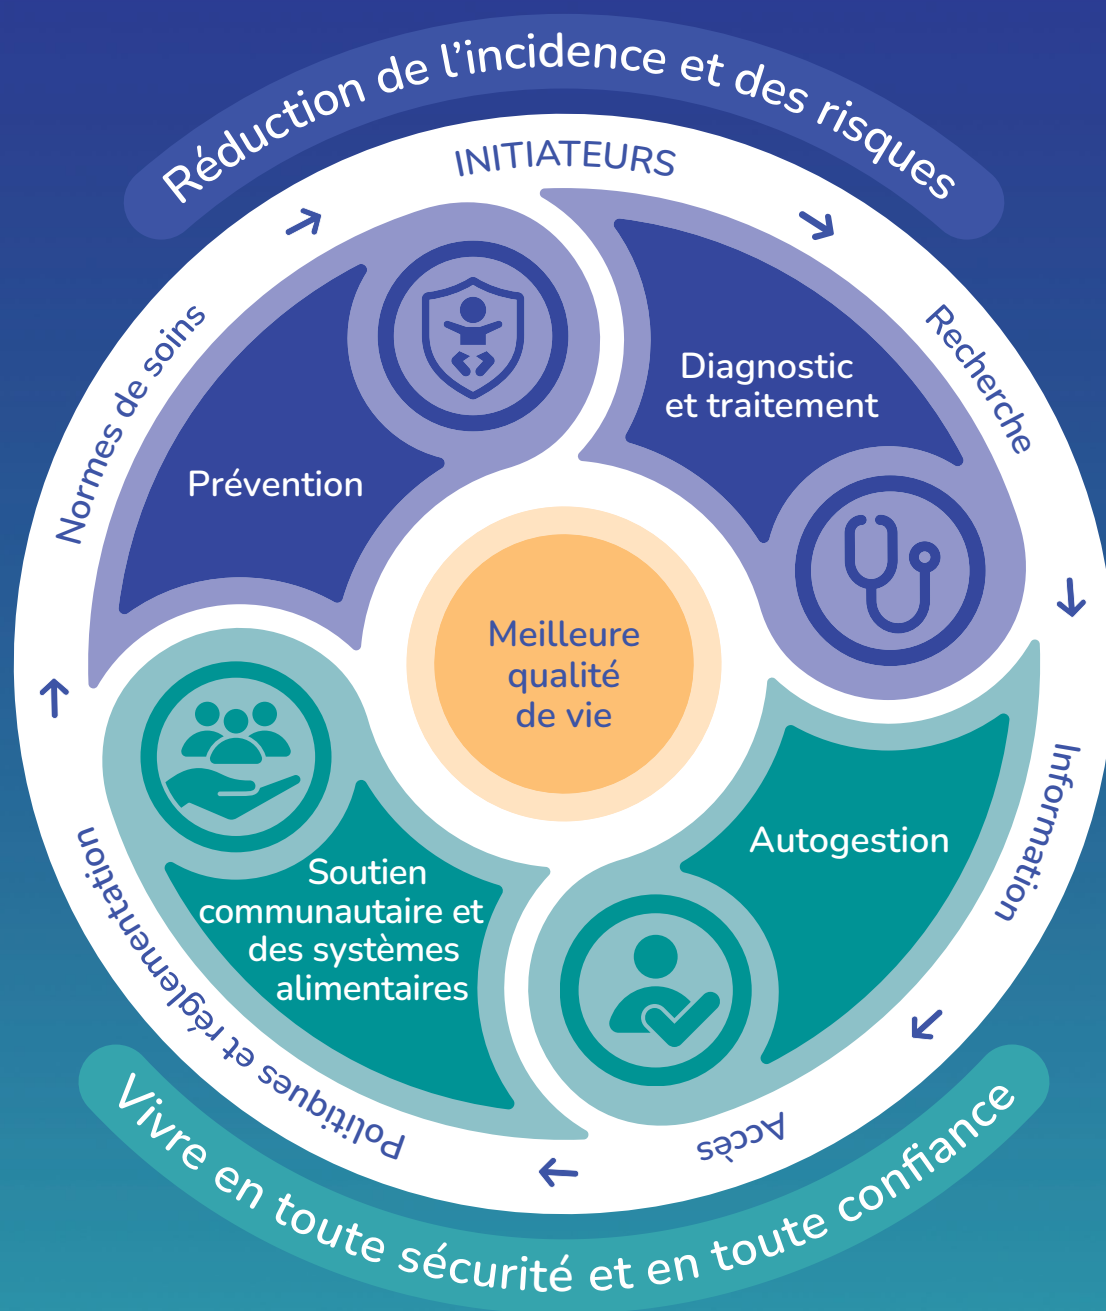 Réduction de l'incidence et des risques
INITIATEURS
Recherche
Information
Accès
Politiques et réglementation
Normes de soins
Prévention
Diagnostic
et traitement
Autogestion
Soutien
communautaire et
des systèmes
alimentaires
Meilleure
qualité
de vie
Vivre en toute sécurité et en toute confiance